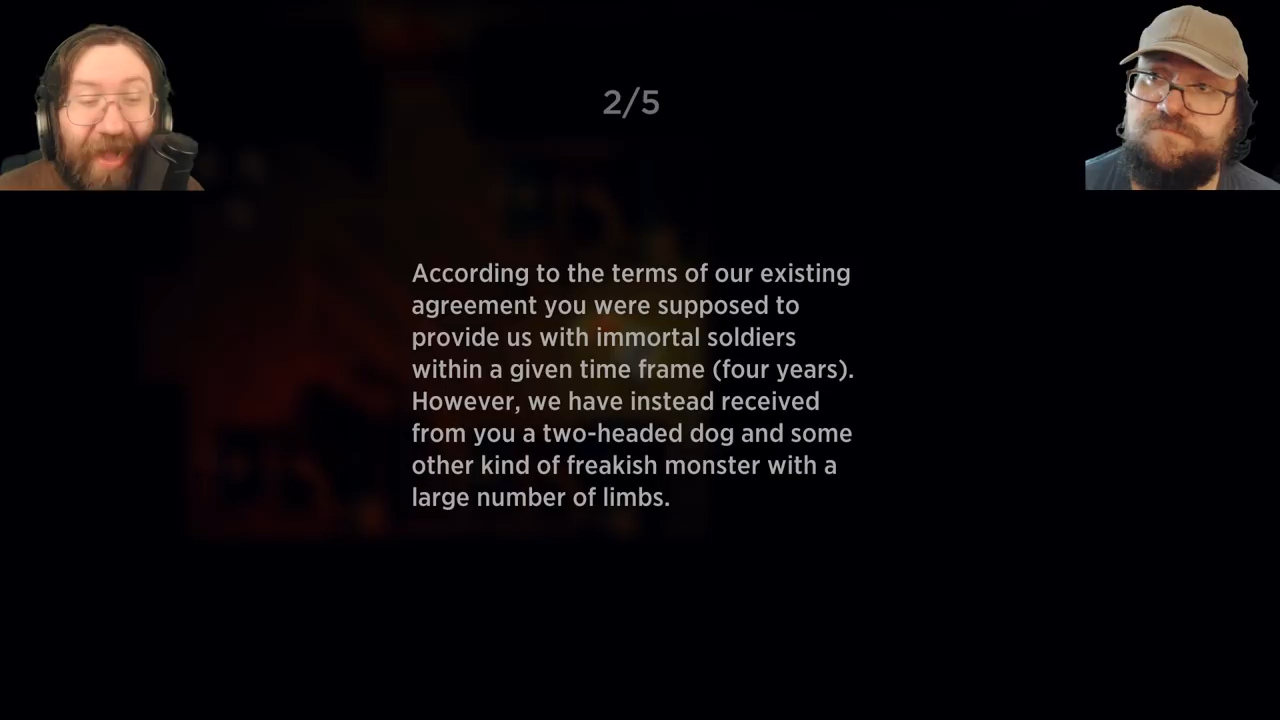 2/5
According to the terms of our existing
agreement you were supposed to
provide us with immortal soldiers
within a given time frame (four years).
However, we have instead received
from you a two-headed dog and some
other kind of freakish monster with a
large number of limbs.